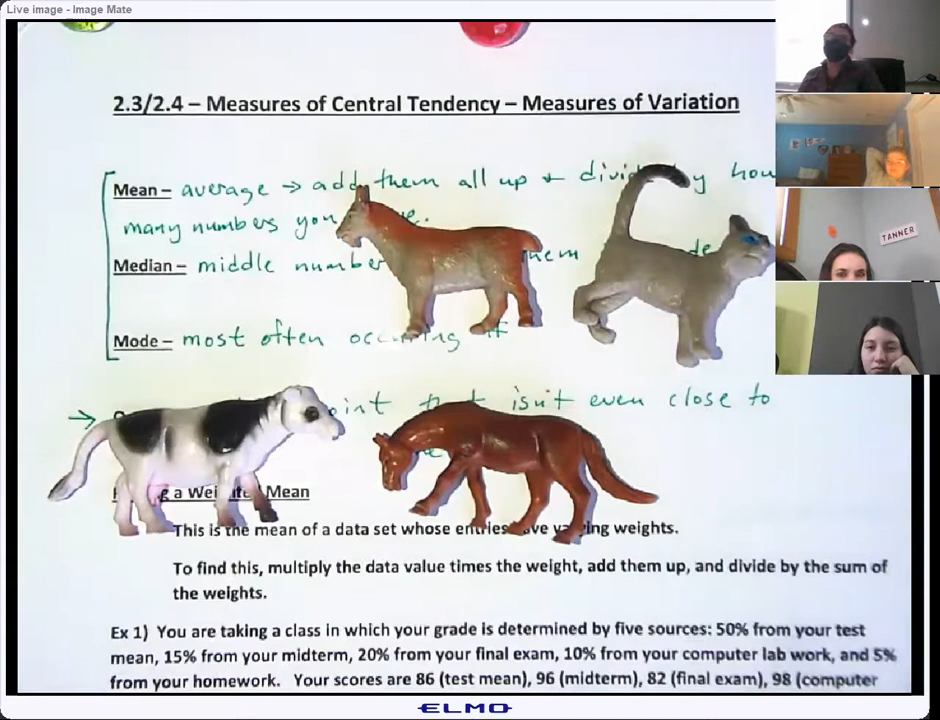 Live image - Image Mate
2.3/2.4 – Measures of Central Tendency – Measures of Variation
Mean – average → add them all up + divide by how
many numbers you
Median – middle number them
Mode – most often occurring #
→ point that isn't even close to
a Weighted Mean
This is the mean of a data set whose entries have varying weights.
To find this, multiply the data value times the weight, add them up, and divide by the sum of
the weights.
Ex 1) You are taking a class in which your grade is determined by five sources: 50% from your test
mean, 15% from your midterm, 20% from your final exam, 10% from your computer lab work, and 5%
from your homework. Your scores are 86 (test mean), 96 (midterm), 82 (final exam), 98 (computer
TANNER
ELMO